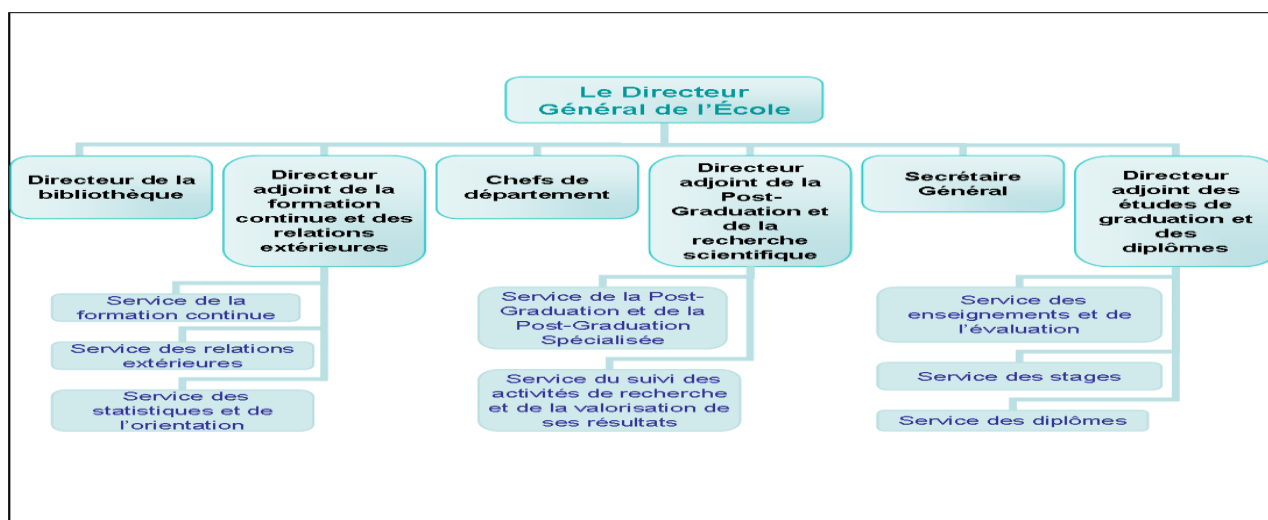 Le Directeur
Général de l'École
Directeur de la
bibliothèque
Directeur
adjoint de la
formation
continue et des
relations
extérieures
Chefs de
département
Directeur
adjoint de la
Post-
Graduation et
de la
recherche
scientifique
Secrétaire
Général
Directeur
adjoint des
études de
graduation et
des
diplômes
Service de la
formation continue
Service des relations
extérieures
Service des
statistiques et de
l'orientation
Service de la Post-
Graduation et de la
Post-Graduation
Spécialisée
Service du suivi des
activités de recherche
et de la valorisation de
ses résultats
Service des
enseignements et de
l'évaluation
Service des stages
Service des diplômes